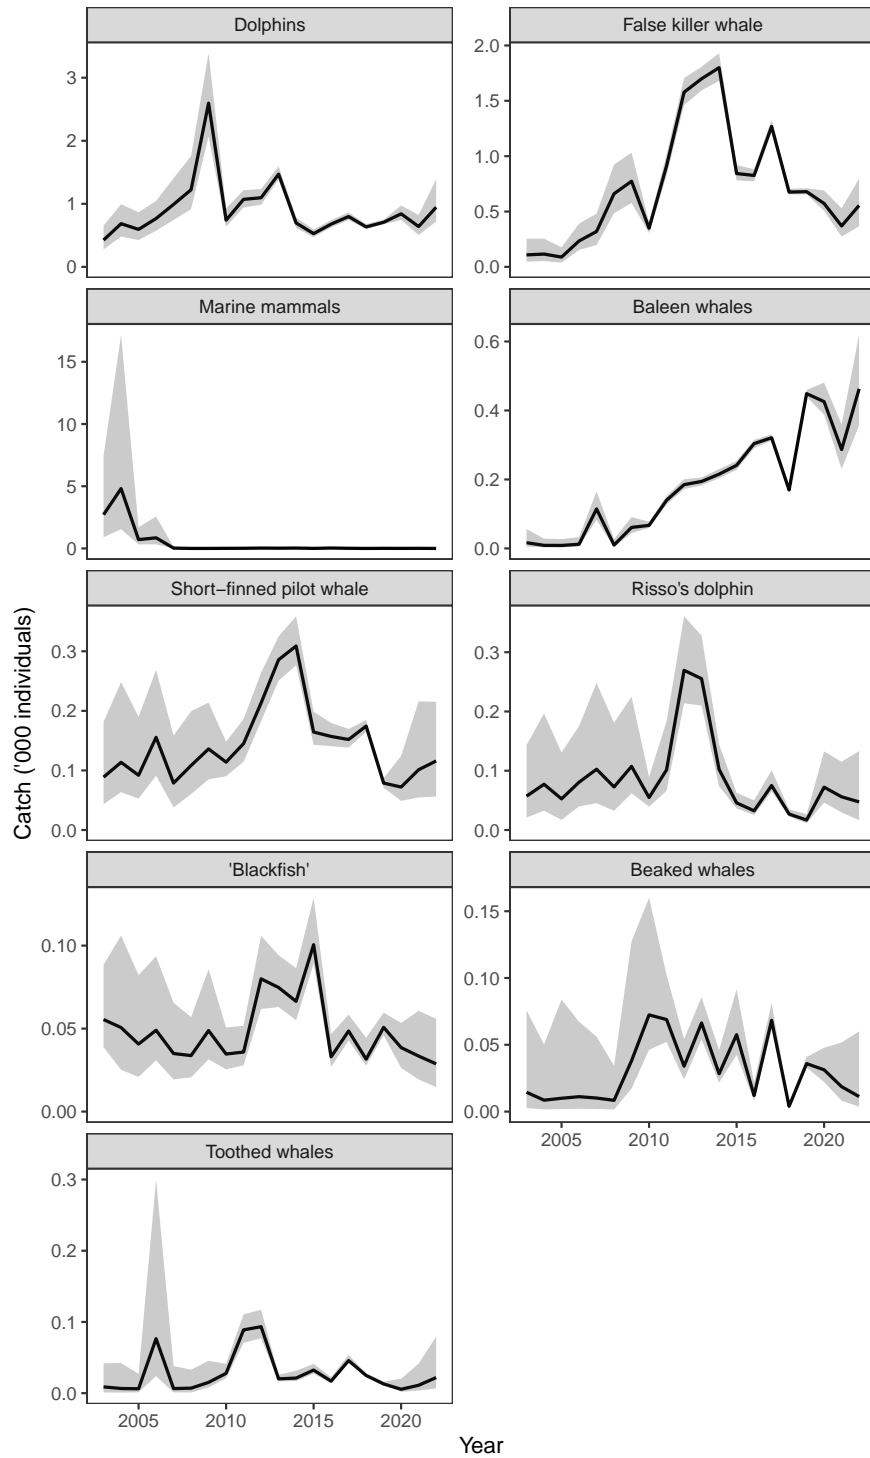 Dolphins
False killer whale
3
2
1
0
2.0
1.5
1.0
0.5
0.0
Marine mammals
Baleen whales
15
10
5
0
0.6
0.4
0.2
0.0
Short−finned pilot whale
Risso's dolphin
0.3
0.2
0.1
0.0
0.3
0.2
0.1
0.0
'Blackfish'
Beaked whales
0.10
0.05
0.00
0.15
0.10
0.05
0.00
2005 2010 2015 2020
Toothed whales
0.3
0.2
0.1
0.0
2005 2010 2015 2020
Catch ('000 individuals)
Year